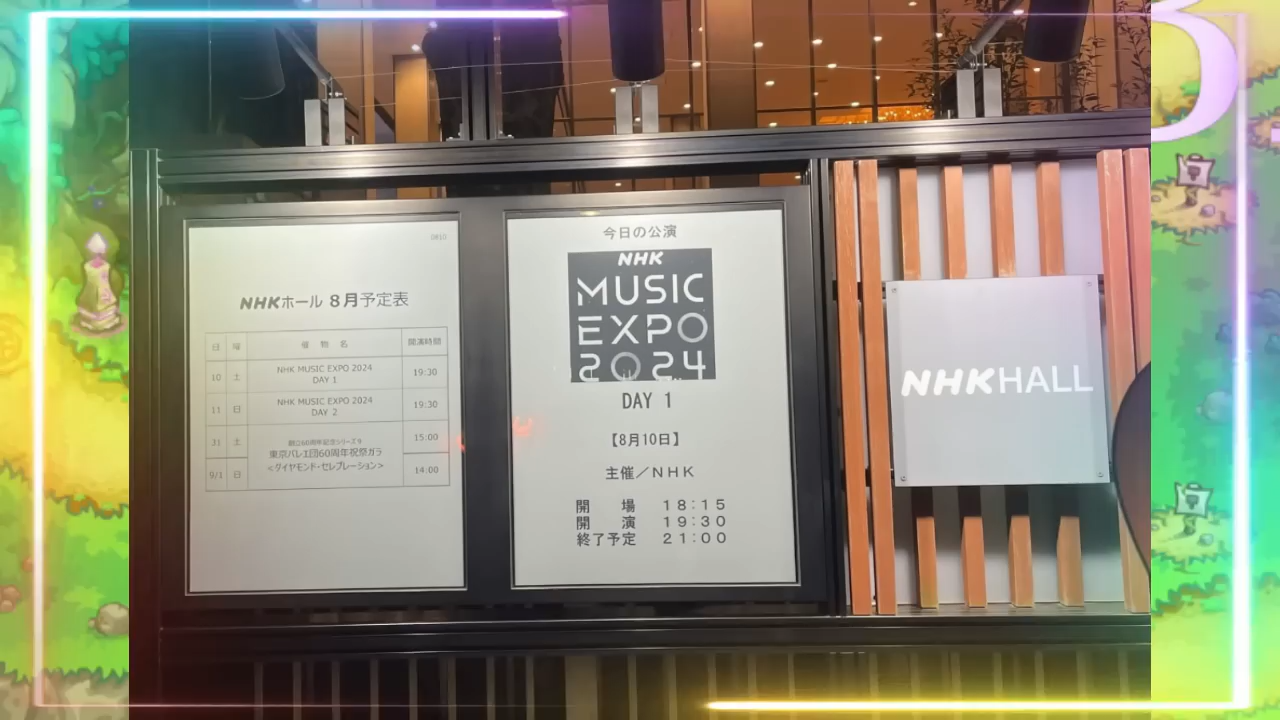 0810
NHKホール 8月予定表
日 曜 催 物 名 開演時間
10 土 NHK MUSIC EXPO 2024 DAY 1 19:30
11 日 NHK MUSIC EXPO 2024 DAY 2 19:30
31 土 創立60周年記念シリーズ9 15:00
東京バレエ団60周年祝祭ガラ
<ダイヤモンド・セレブレーション>
9/1 日 14:00
今日の公演
NHK
MUSIC
EXPO
2024
DAY 1
【8月10日】
主催／NHK
開 場 18:15
開 演 19:30
終了予定 21:00
NHKHALL